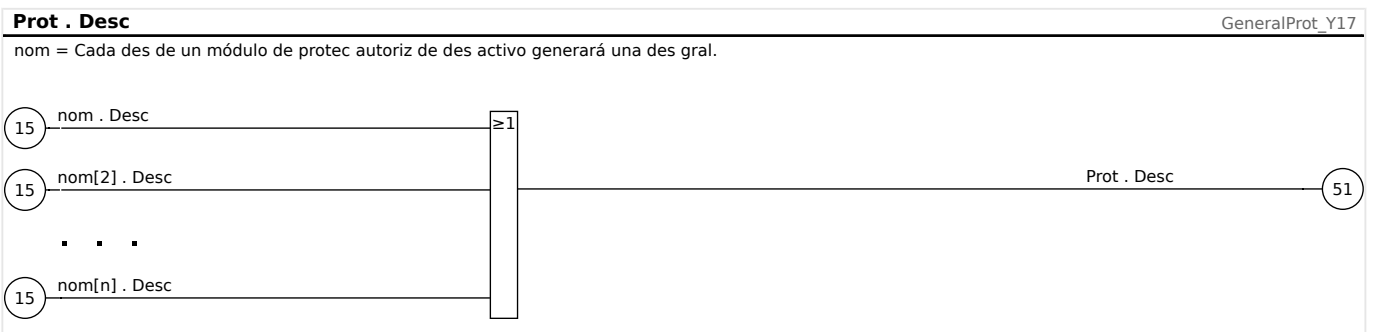 Prot . Desc GeneralProt_Y17
nom = Cada des de un módulo de protec autoriz de des activo generará una des gral.
15 nom . Desc ≥1
15 nom[2] . Desc Prot . Desc 51
. . .
15 nom[n] . Desc